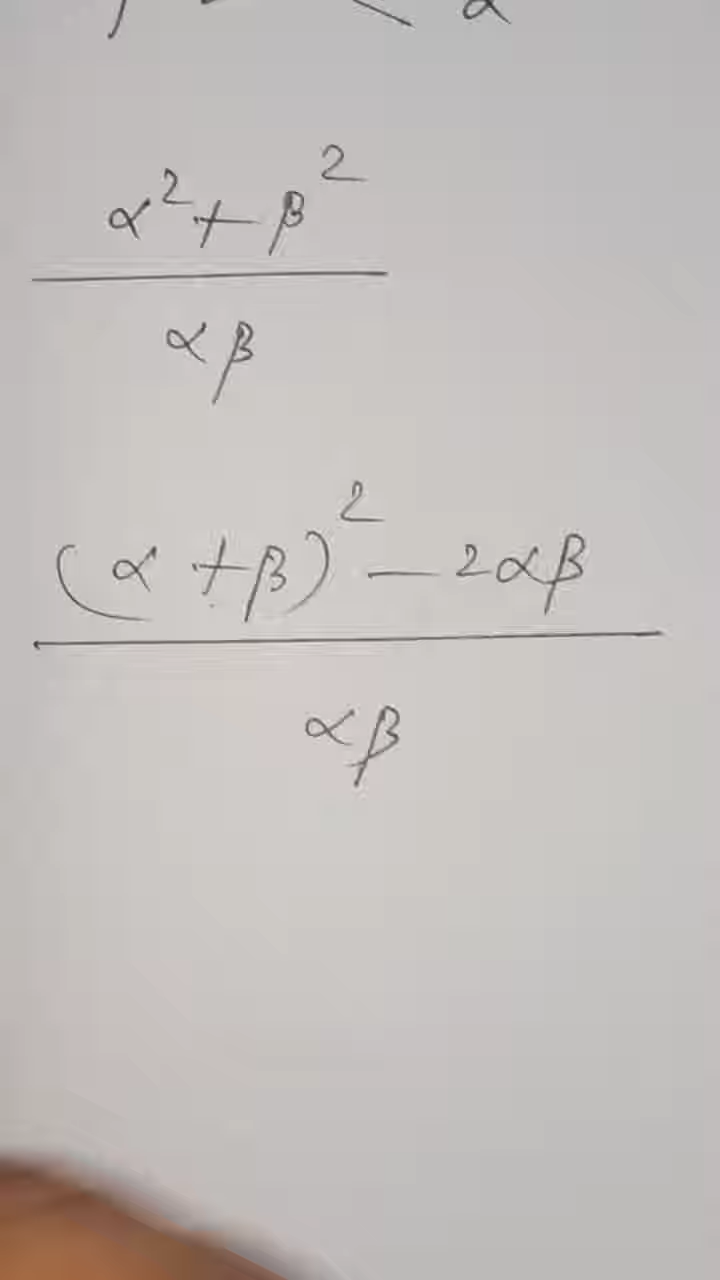 α² + β²
αβ
(α + β)² − 2αβ
αβ